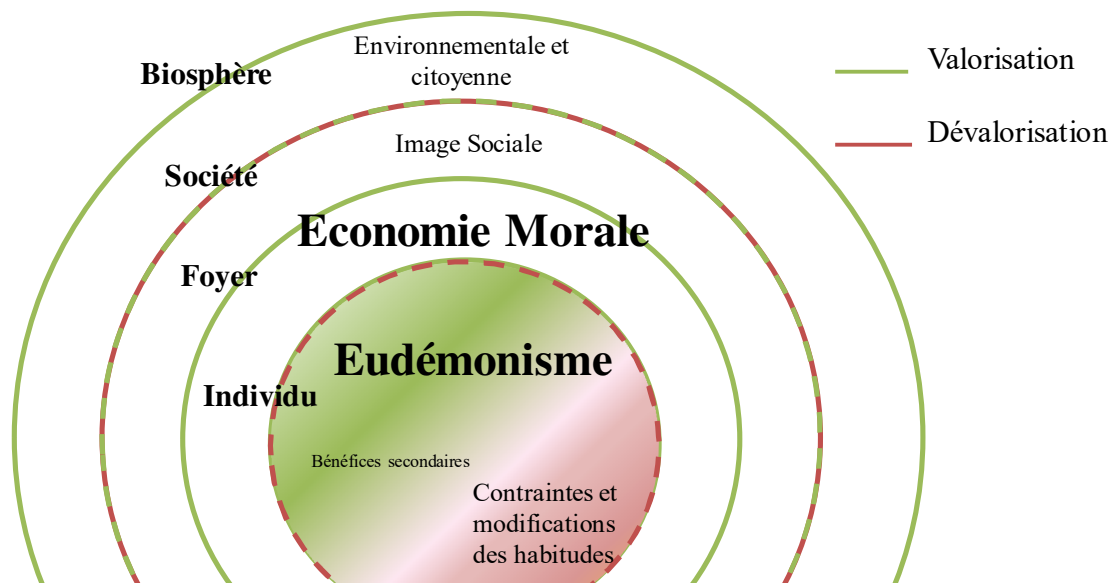 Environnementale et
citoyenne
Biosphère
Valorisation
Dévalorisation
Image Sociale
Société
Economie Morale
Foyer
Eudémonisme
Individu
Bénéfices secondaires
Contraintes et
modifications
des habitudes